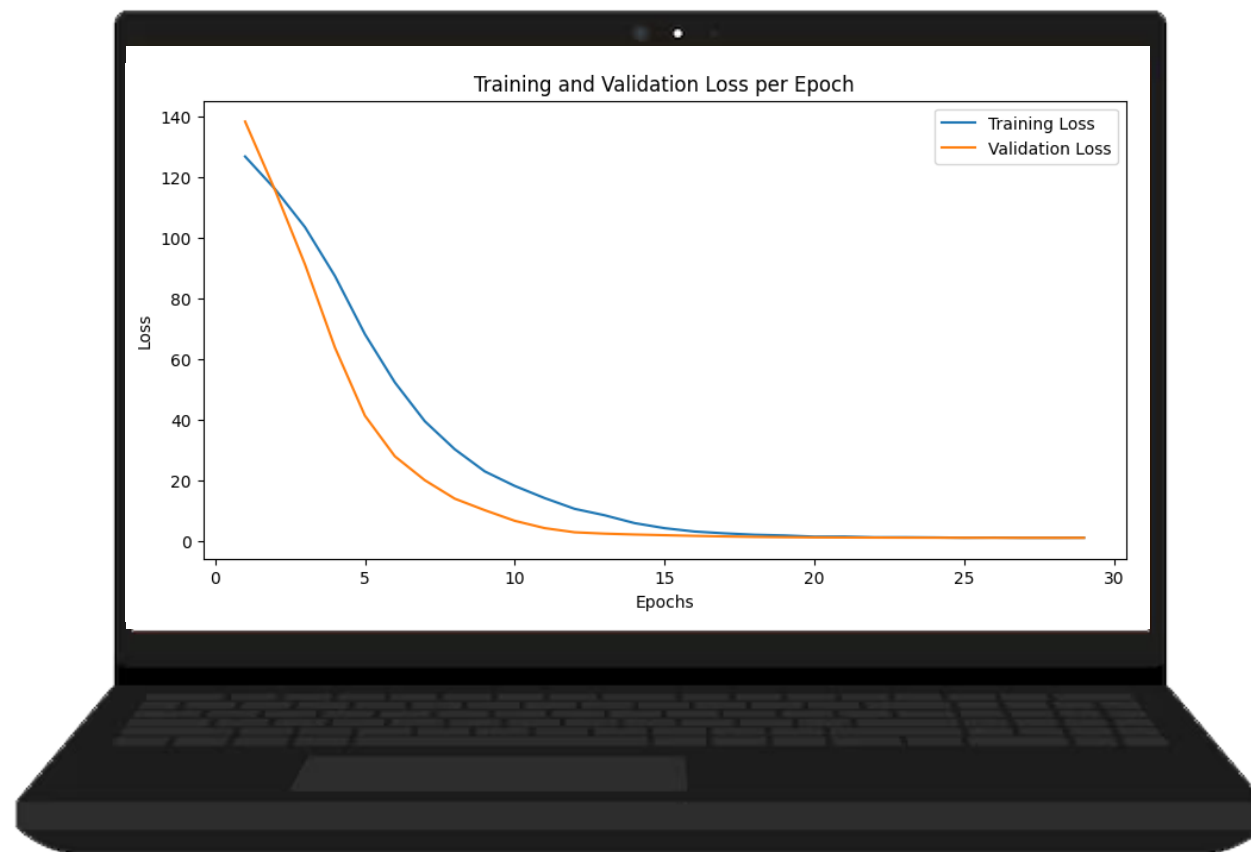 Training and Validation Loss per Epoch
140
120
100
80
60
40
20
0
Loss
Training Loss
Validation Loss
0 5 10 15 20 25 30
Epochs